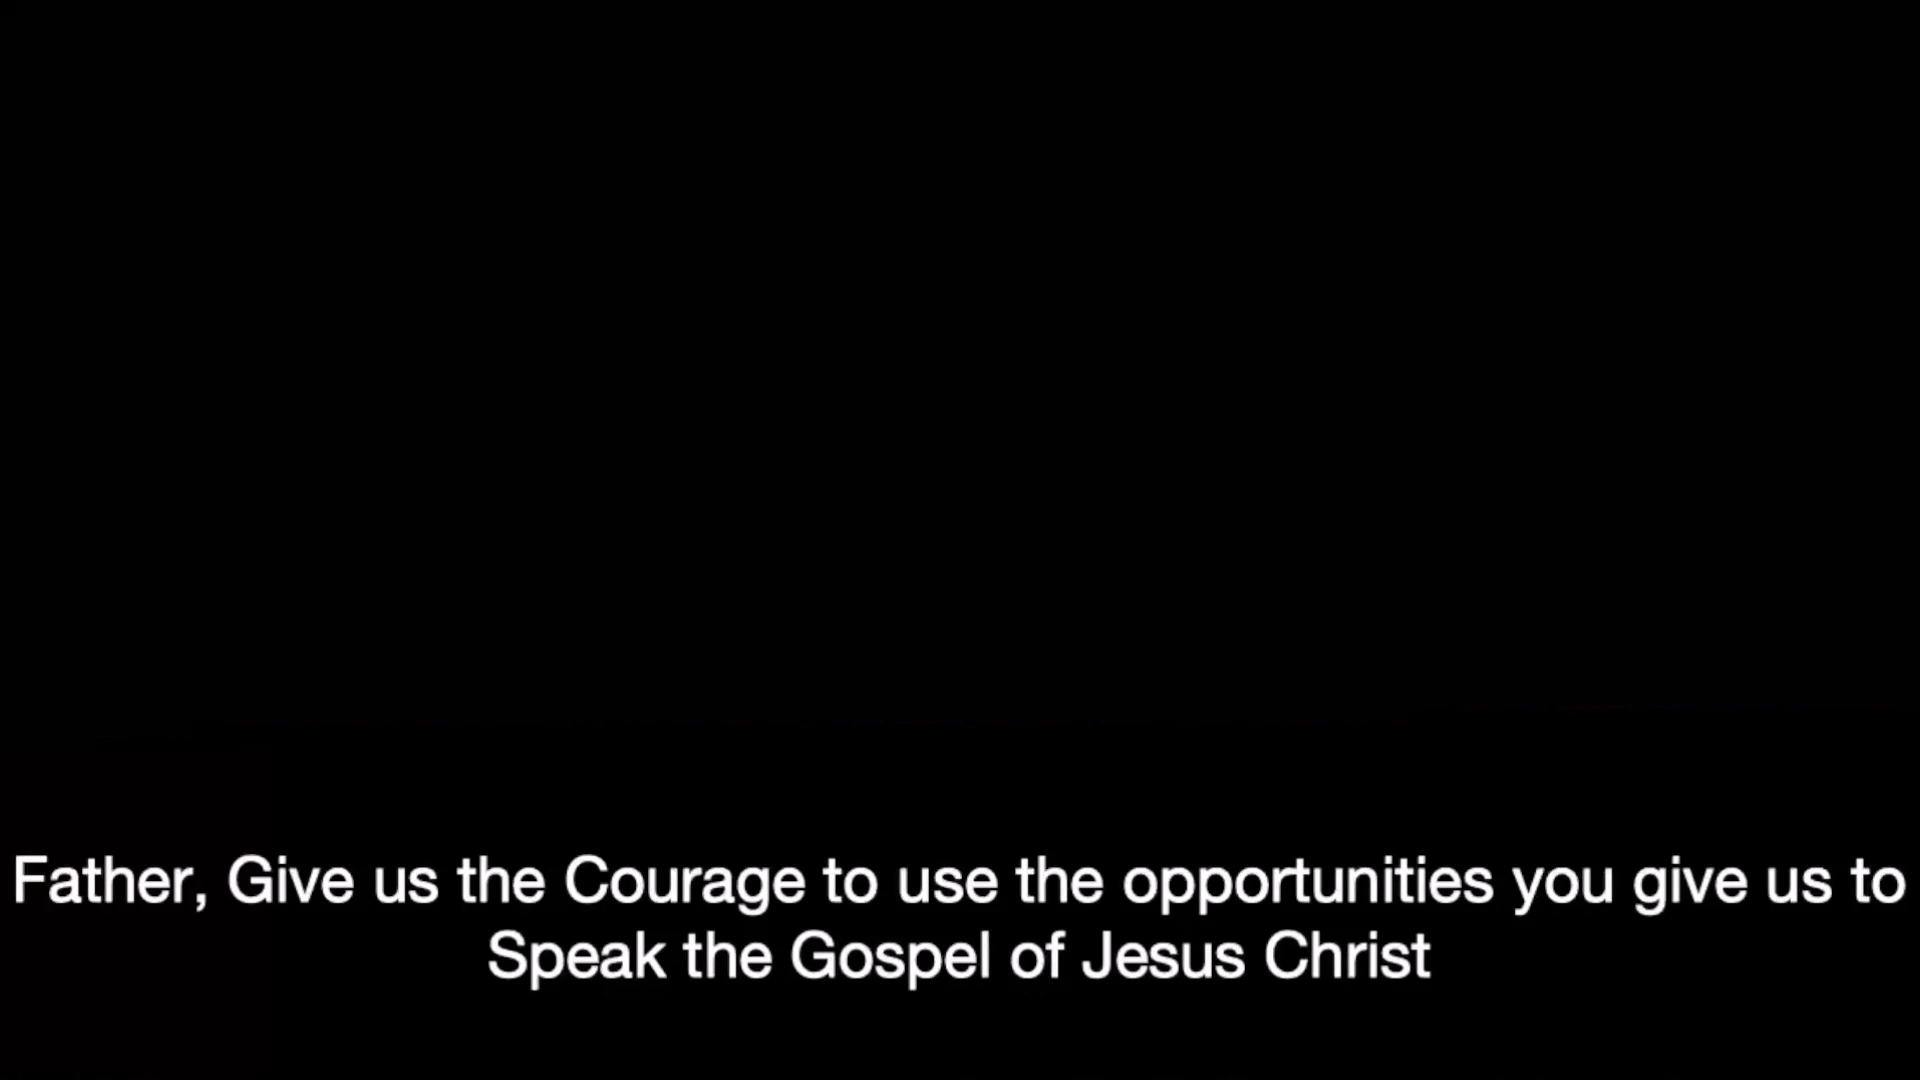 Father, Give us the Courage to use the opportunities you give us to
Speak the Gospel of Jesus Christ